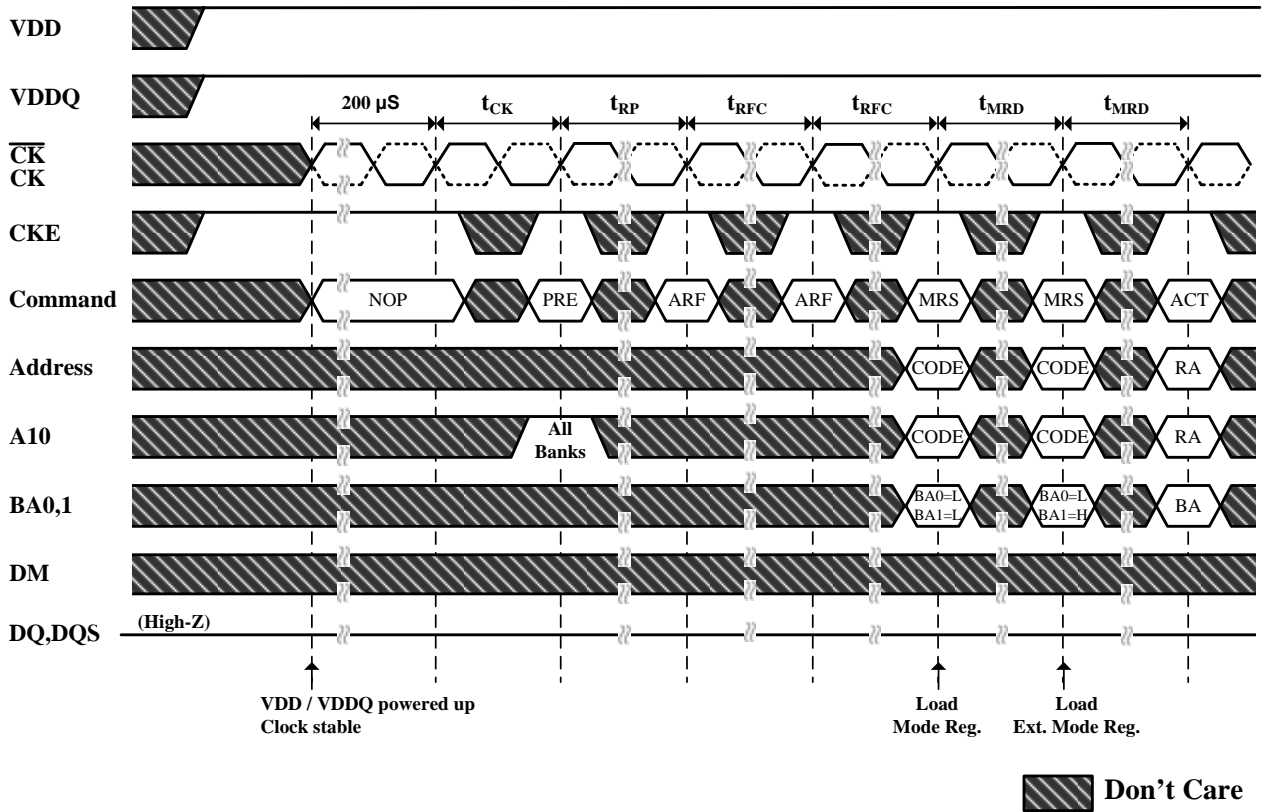 VDD
VDDQ
200 µS tCK tRP tRFC tRFC tMRD tMRD
CK
CK
CKE
Command NOP PRE ARF ARF MRS MRS ACT
Address CODE CODE RA
A10 All Banks CODE CODE RA
BA0,1 BA0=L BA1=L BA0=L BA1=H BA
DM
DQ,DQS (High-Z)
VDD / VDDQ powered up
Clock stable
Load
Mode Reg.
Load
Ext. Mode Reg.
Don't Care